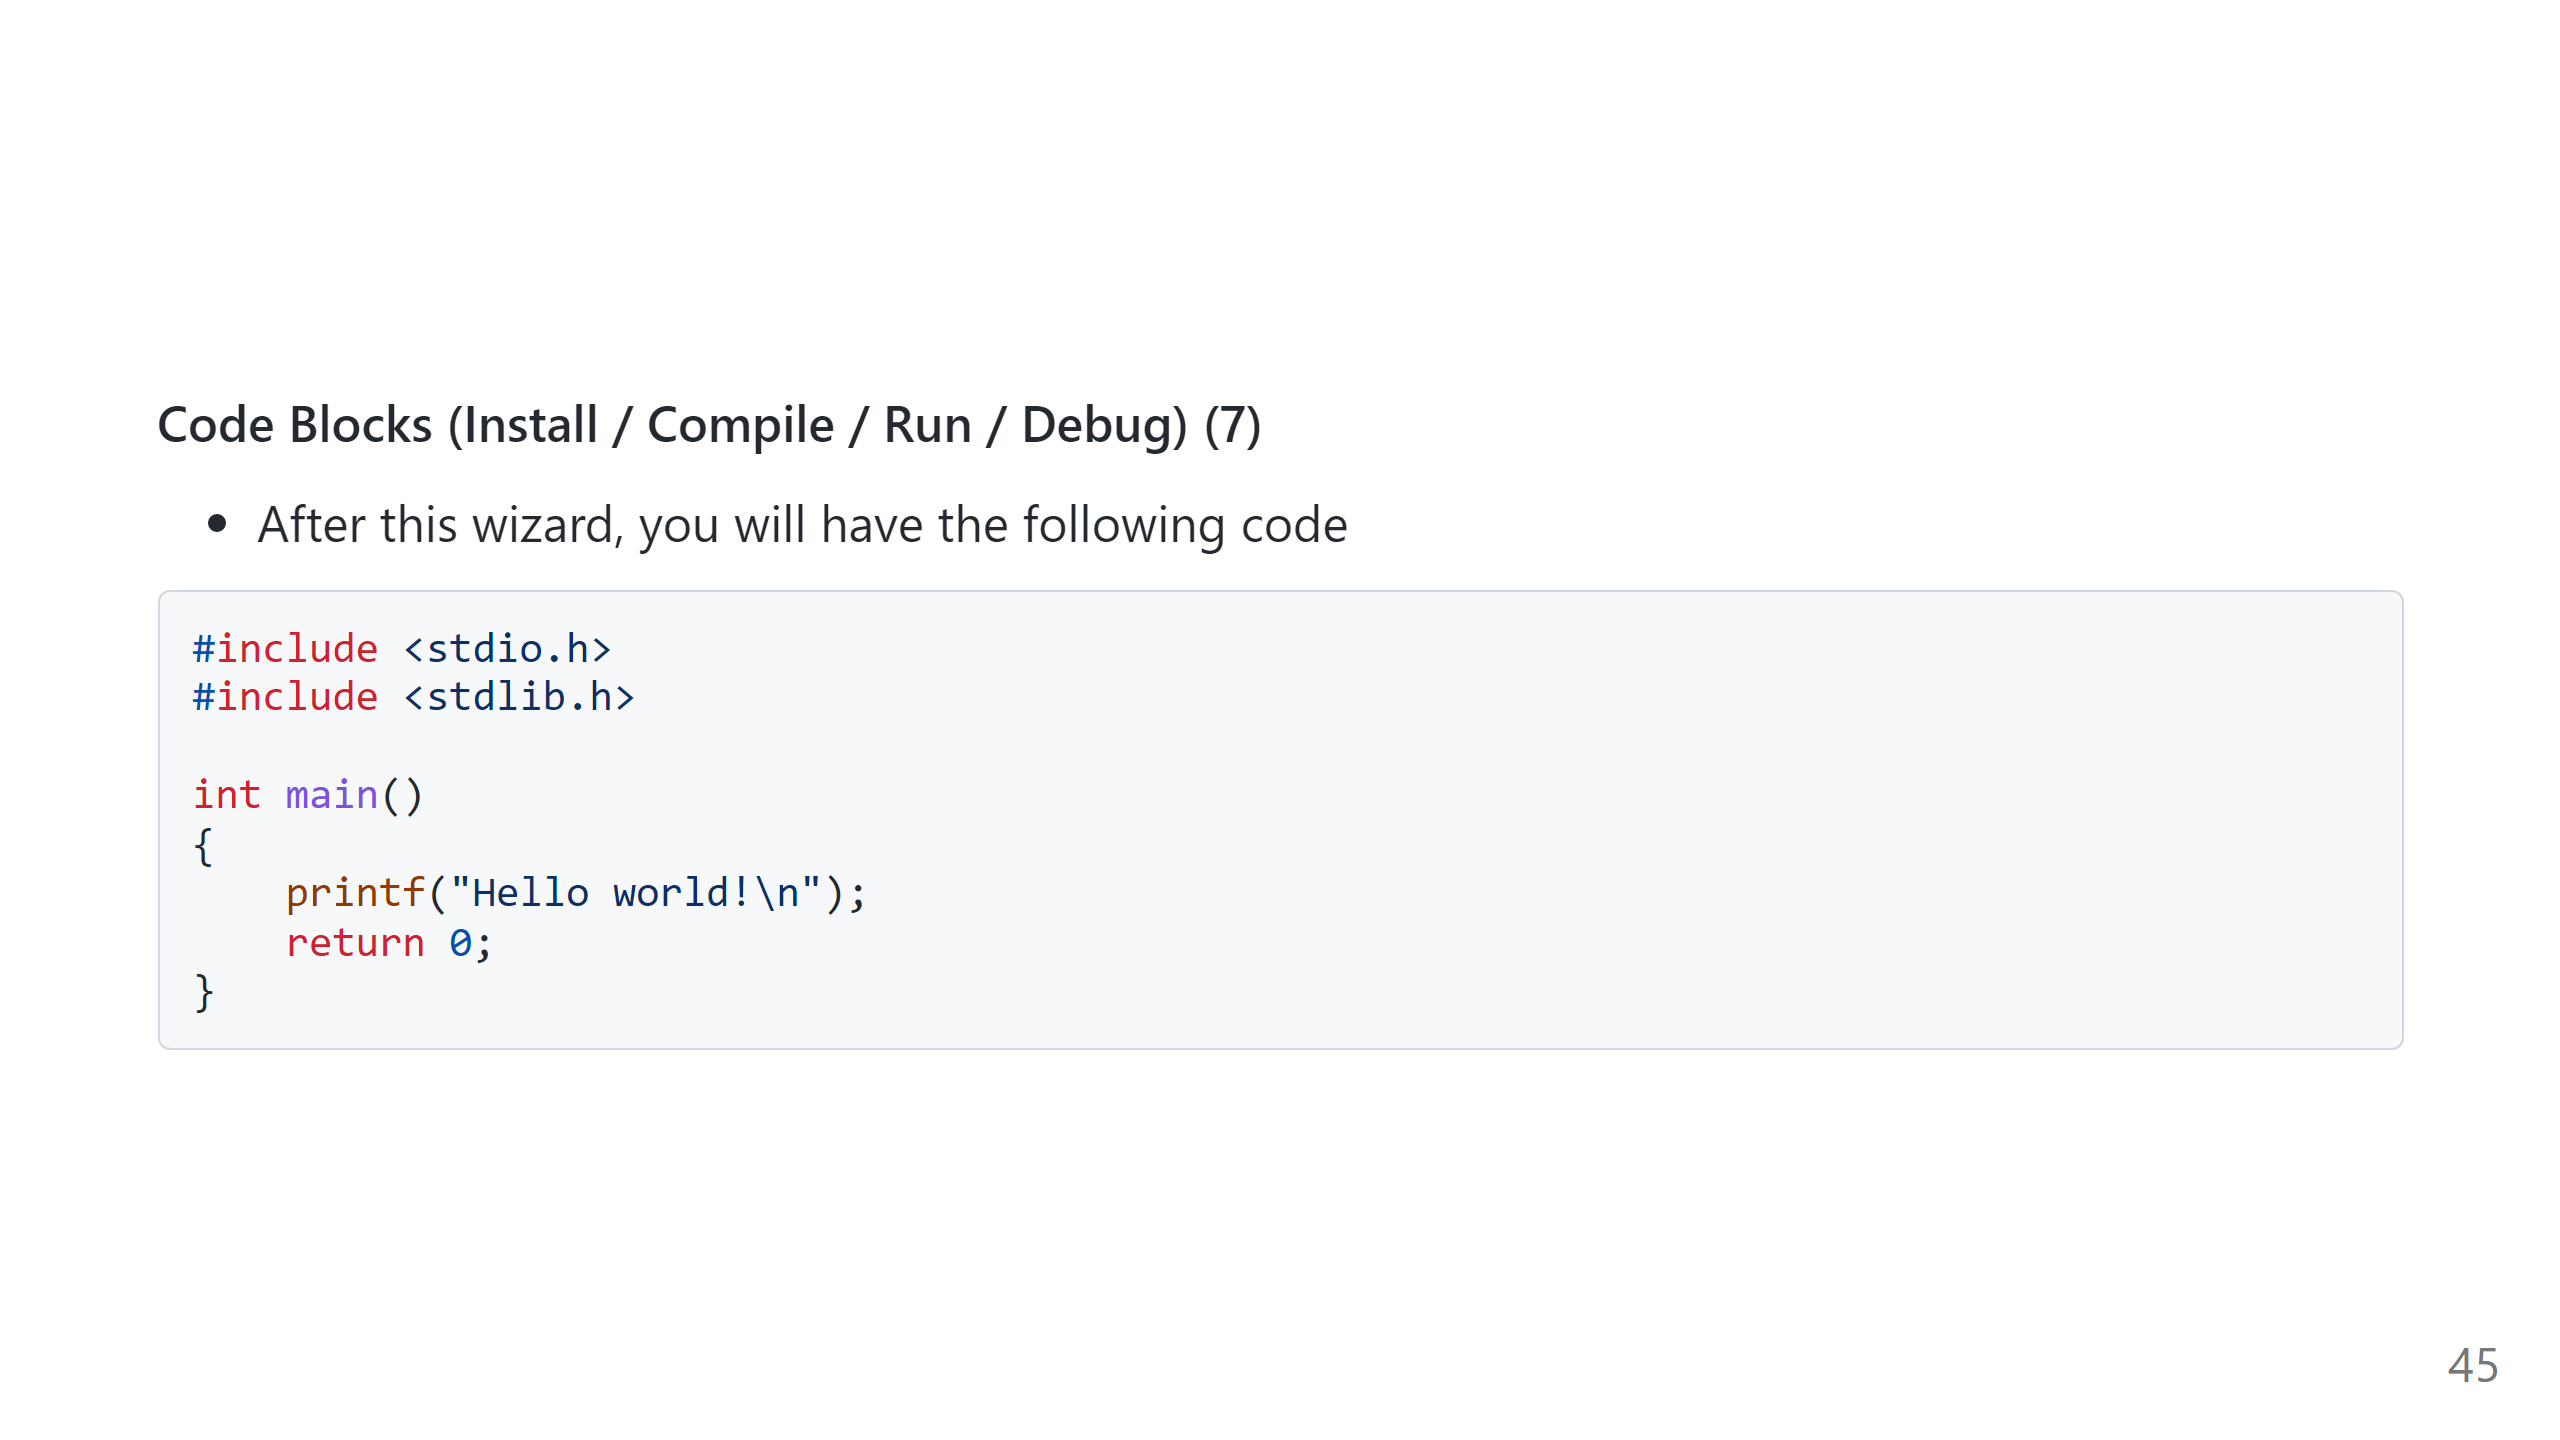 Code Blocks (Install / Compile / Run / Debug) (7)
• After this wizard, you will have the following code
#include <stdio.h>
#include <stdlib.h>

int main()
{
    printf("Hello world!\n");
    return 0;
}
45